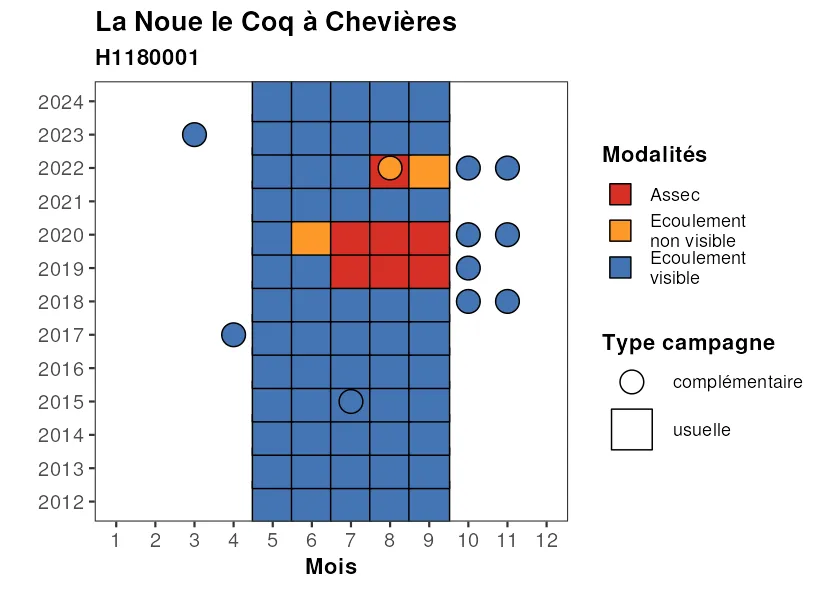 La Noue le Coq à Chevières
H1180001
2024
2023
2022
2021
2020
2019
2018
2017
2016
2015
2014
2013
2012
1 2 3 4 5 6 7 8 9 10 11 12
Mois
Modalités
Assec
Ecoulement
non visible
Ecoulement
visible
Type campagne
complémentaire
usuelle